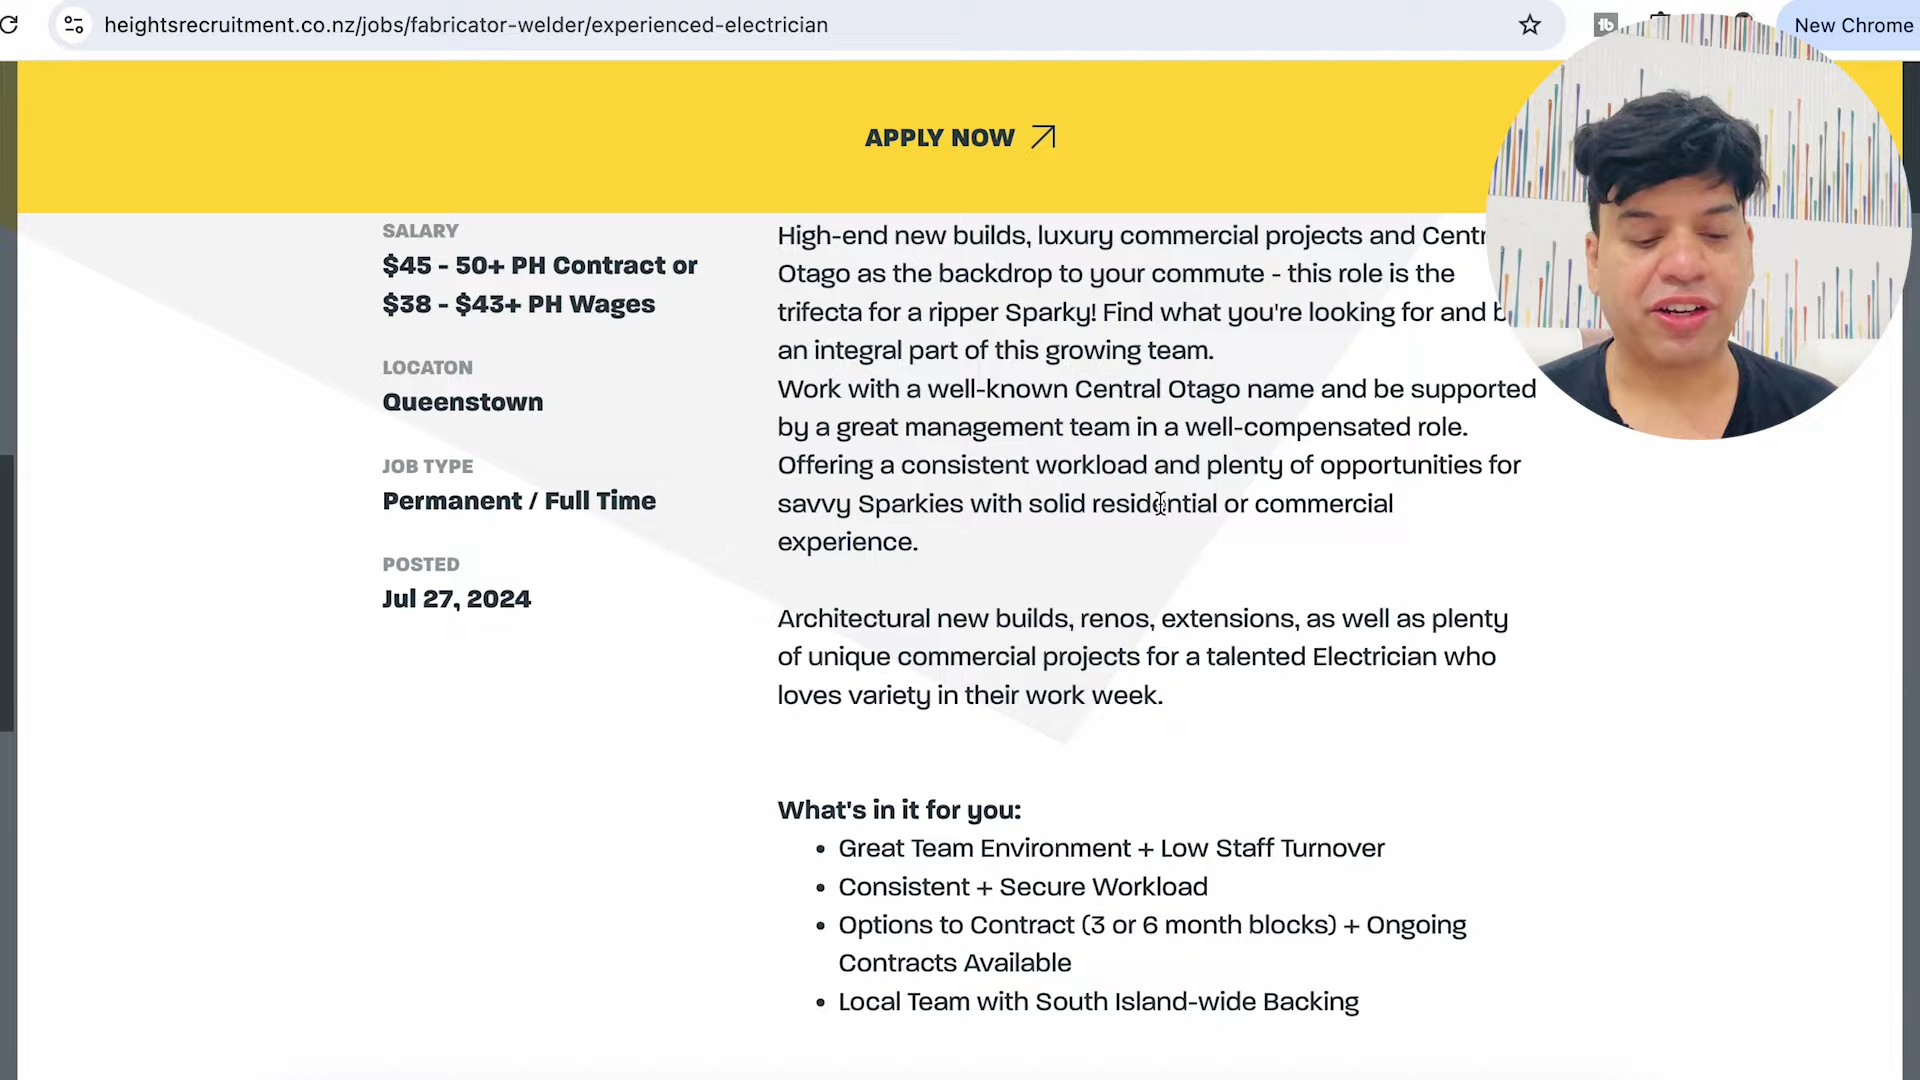 heightsrecruitment.co.nz/jobs/fabricator-welder/experienced-electrician
New Chrome
APPLY NOW
SALARY
$45 - 50+ PH Contract or
$38 - $43+ PH Wages
LOCATON
Queenstown
JOB TYPE
Permanent / Full Time
POSTED
Jul 27, 2024
High-end new builds, luxury commercial projects and Centr
Otago as the backdrop to your commute - this role is the
trifecta for a ripper Sparky! Find what you're looking for and b
an integral part of this growing team.
Work with a well-known Central Otago name and be supported
by a great management team in a well-compensated role.
Offering a consistent workload and plenty of opportunities for
savvy Sparkies with solid residential or commercial
experience.
Architectural new builds, renos, extensions, as well as plenty
of unique commercial projects for a talented Electrician who
loves variety in their work week.
What's in it for you:
• Great Team Environment + Low Staff Turnover
• Consistent + Secure Workload
• Options to Contract (3 or 6 month blocks) + Ongoing
Contracts Available
• Local Team with South Island-wide Backing